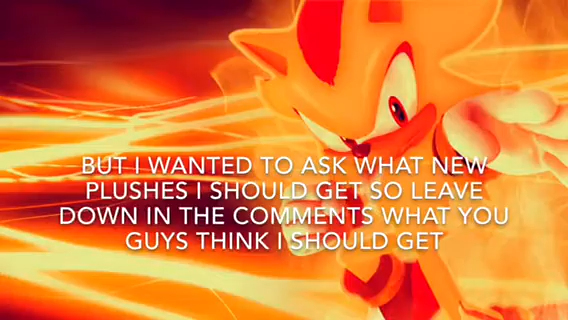 BUT I WANTED TO ASK WHAT NEW
PLUSHES I SHOULD GET SO LEAVE
DOWN IN THE COMMENTS WHAT YOU
GUYS THINK I SHOULD GET